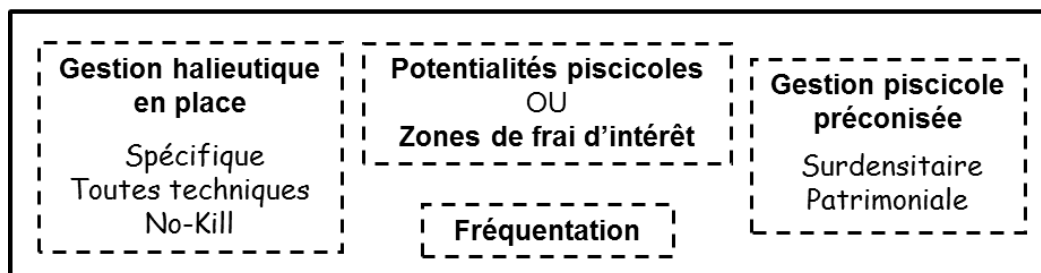 Gestion halieutique
en place
Spécifique
Toutes techniques
No-Kill
Potentialités piscicoles
OU
Zones de frai d'intérêt
Fréquentation
Gestion piscicole
préconisée
Surdensitaire
Patrimoniale